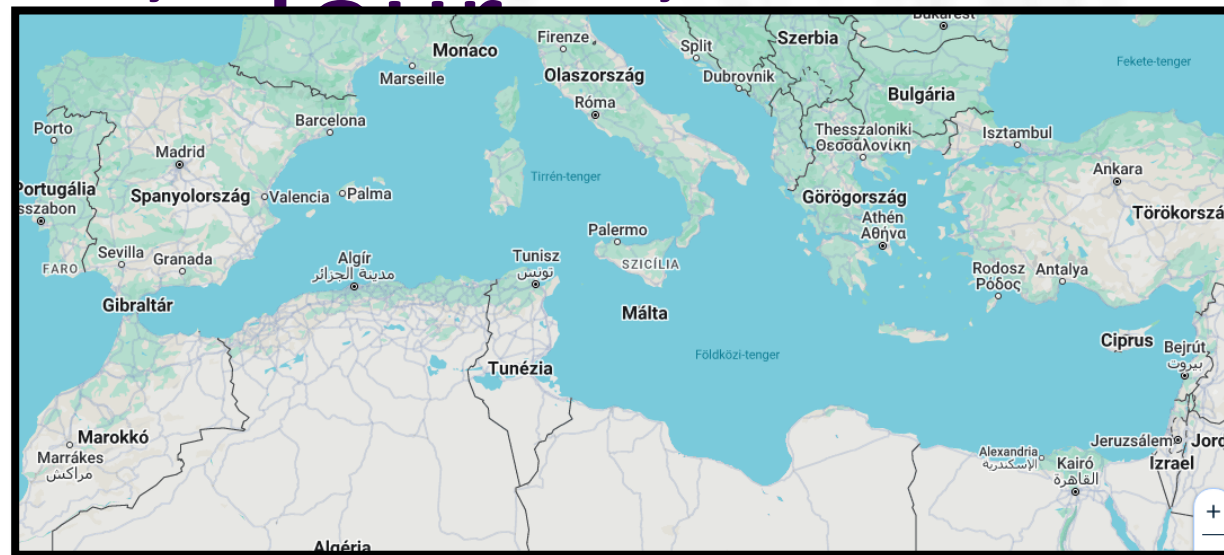 Tour
Bukarest
Monaco
Firenze
Split
Szerbia
Fekete-tenger
Marseille
Olaszország
Dubrovnik
Bulgária
Róma
Porto
Barcelona
Thesszaloniki
Θεσσαλονίκη
Isztambul
Madrid
Tirrén-tenger
Ankara
Portugália
Spanyolország
Valencia
Palma
Görögország
sszabon
Athén
Αθήνα
Törökorszá
Palermo
Sevilla
Granada
Algír
مدينة الجزائر
Tunisz
تونس
SZICÍLIA
FARO
Rodosz
Ρόδος
Antalya
Gibraltár
Málta
Ciprus
Bejrút
بيروت
Földközi-tenger
Tunézia
Marokkó
Marrákes
مراكش
Alexandria
الإسكندرية
Jeruzsálem
Jord
Kairó
القاهرة
Izrael
Algéria
+